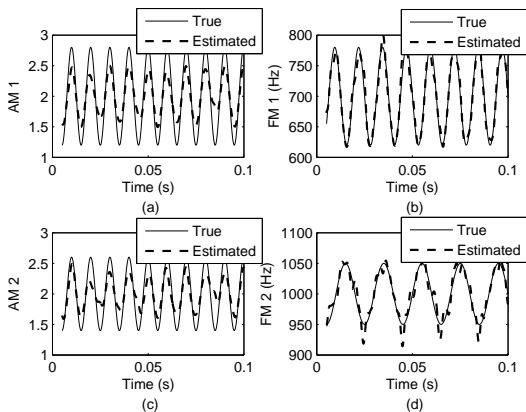 True
Estimated
3
2.5
2
1.5
1
AM 1
0
0.05
0.1
Time (s)
(a)
True
Estimated
800
750
700
650
600
FM 1 (Hz)
0
0.05
0.1
Time (s)
(b)
True
Estimated
3
2.5
2
1.5
1
AM 2
0
0.05
0.1
Time (s)
(c)
True
Estimated
1100
1050
1000
950
900
FM 2 (Hz)
0
0.05
0.1
Time (s)
(d)